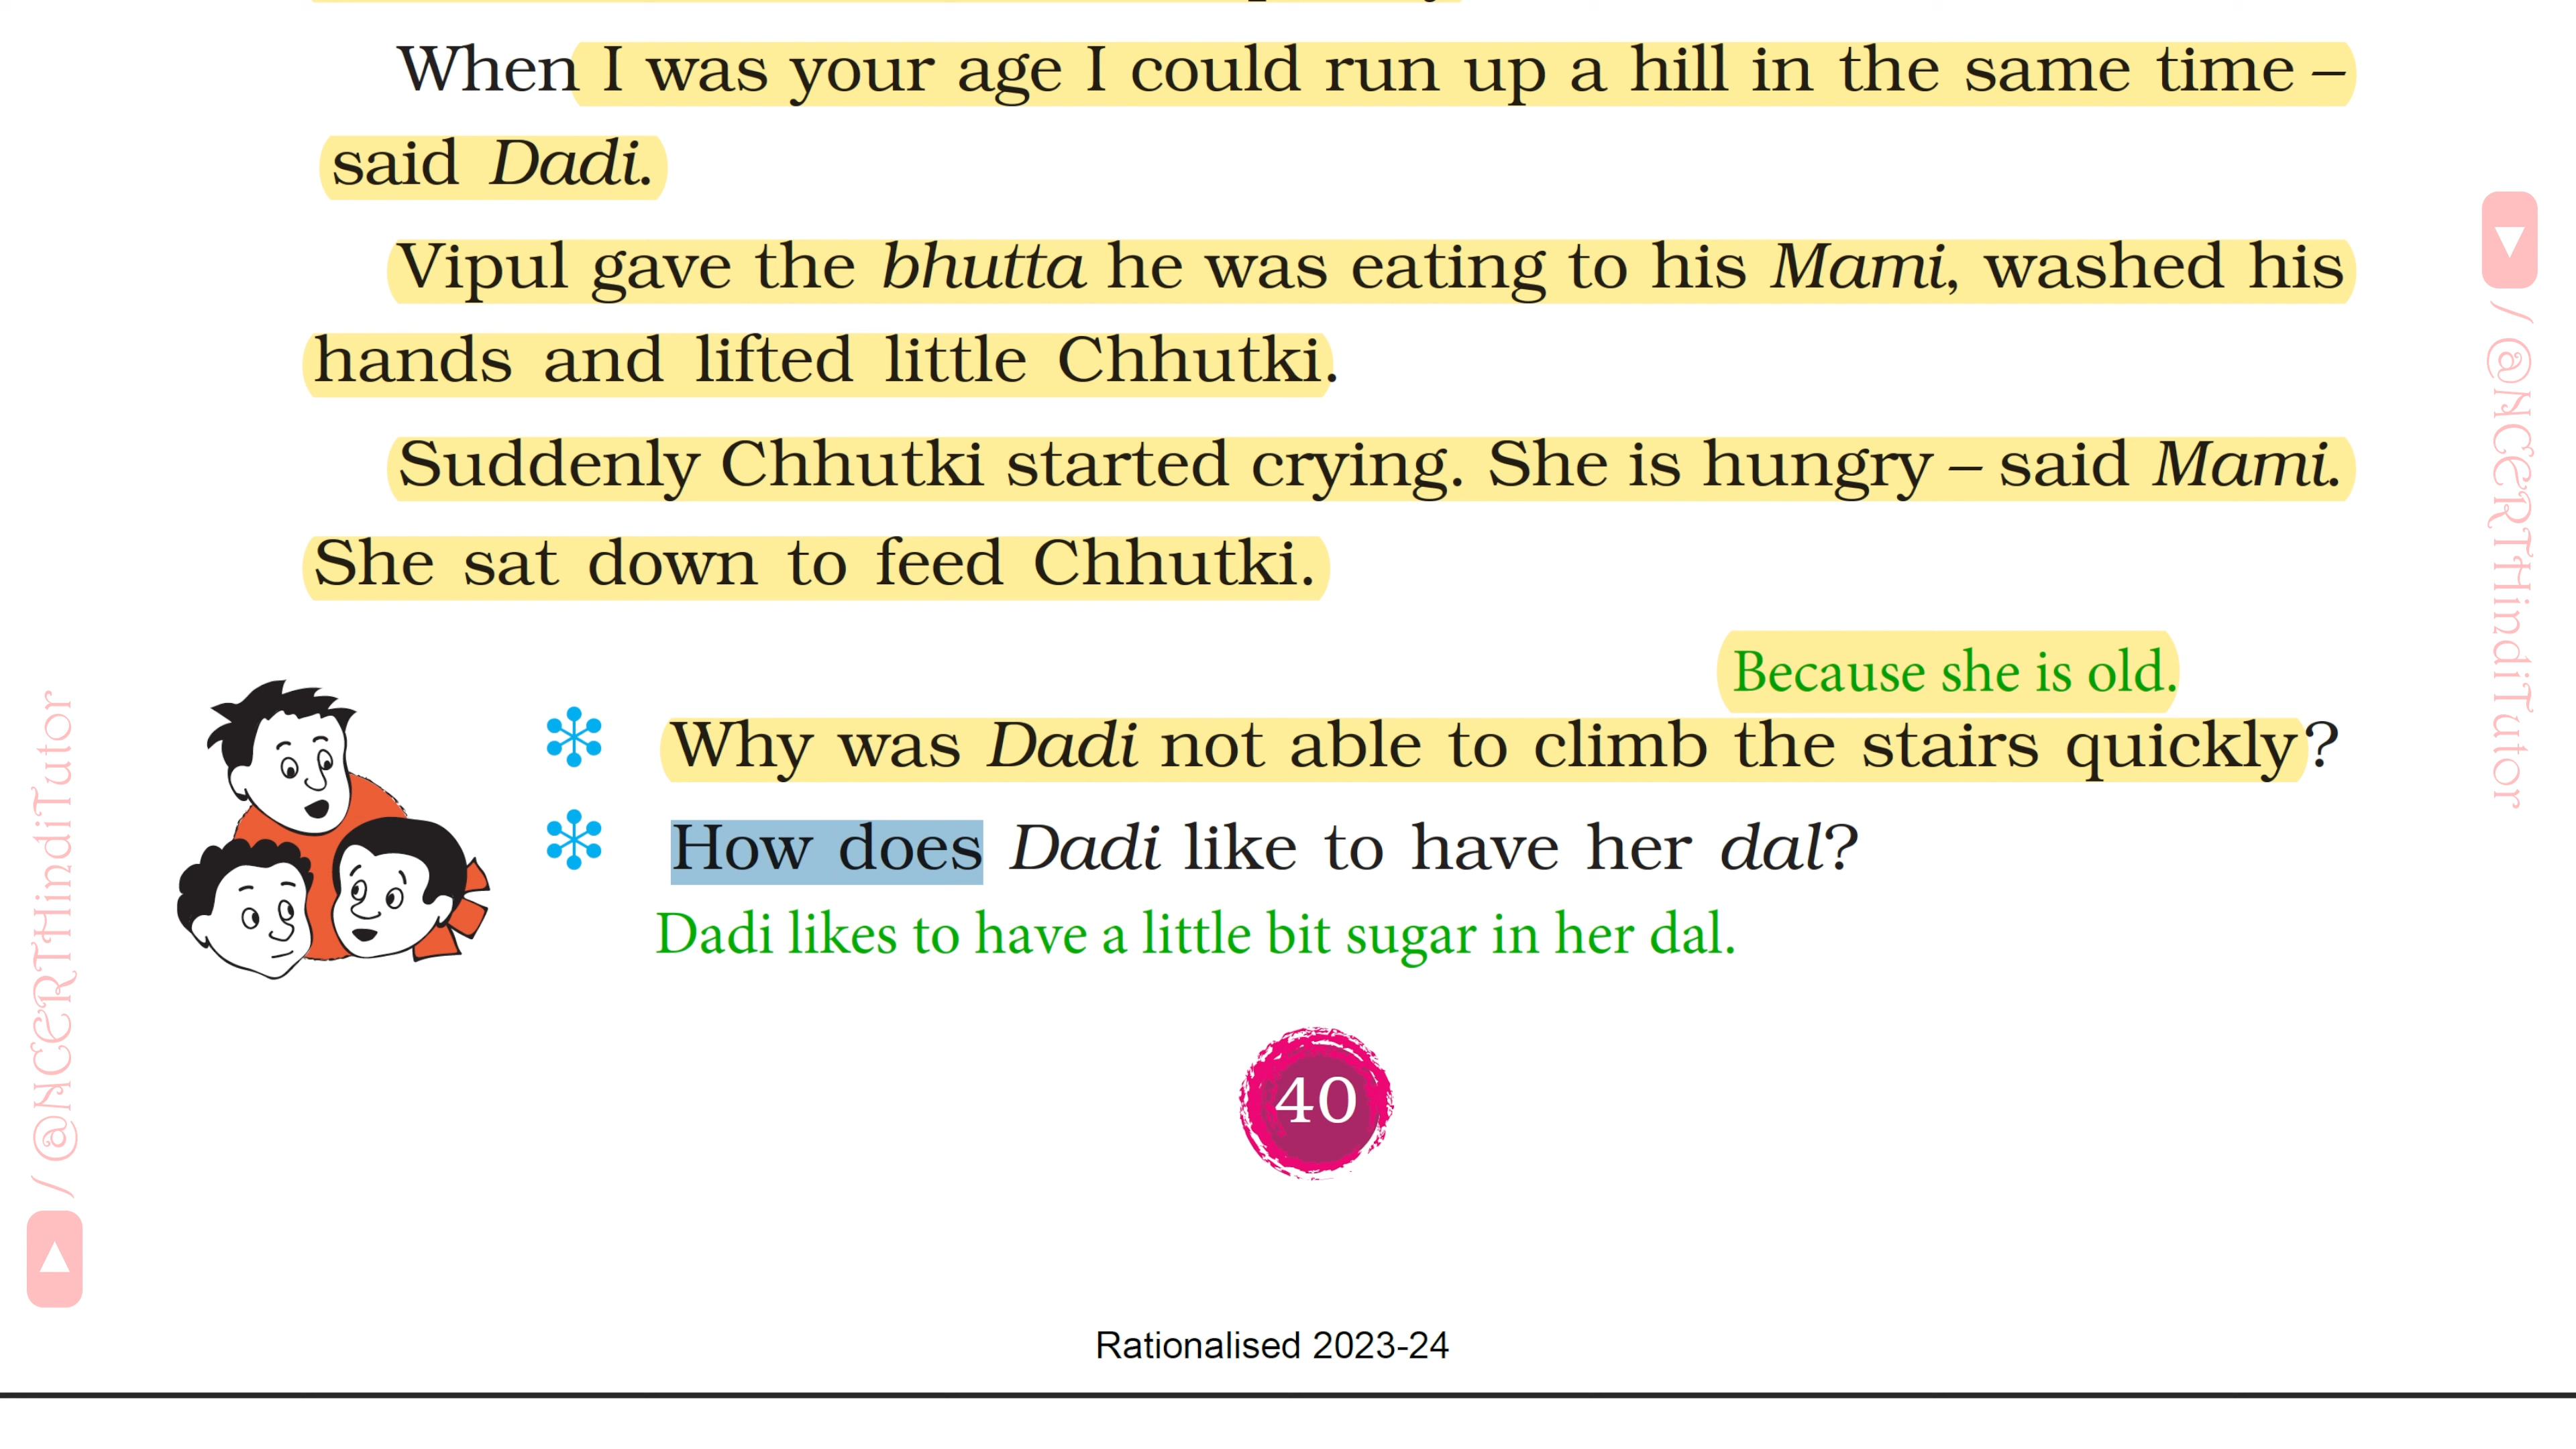 When I was your age I could run up a hill in the same time –
said Dadi.
Vipul gave the bhutta he was eating to his Mami, washed his
hands and lifted little Chhutki.
Suddenly Chhutki started crying. She is hungry – said Mami.
She sat down to feed Chhutki.
Because she is old.
Why was Dadi not able to climb the stairs quickly?
How does Dadi like to have her dal?
Dadi likes to have a little bit sugar in her dal.
40
Rationalised 2023-24
/ @NCERTHindiTutor
/ @NCERTHindiTutor